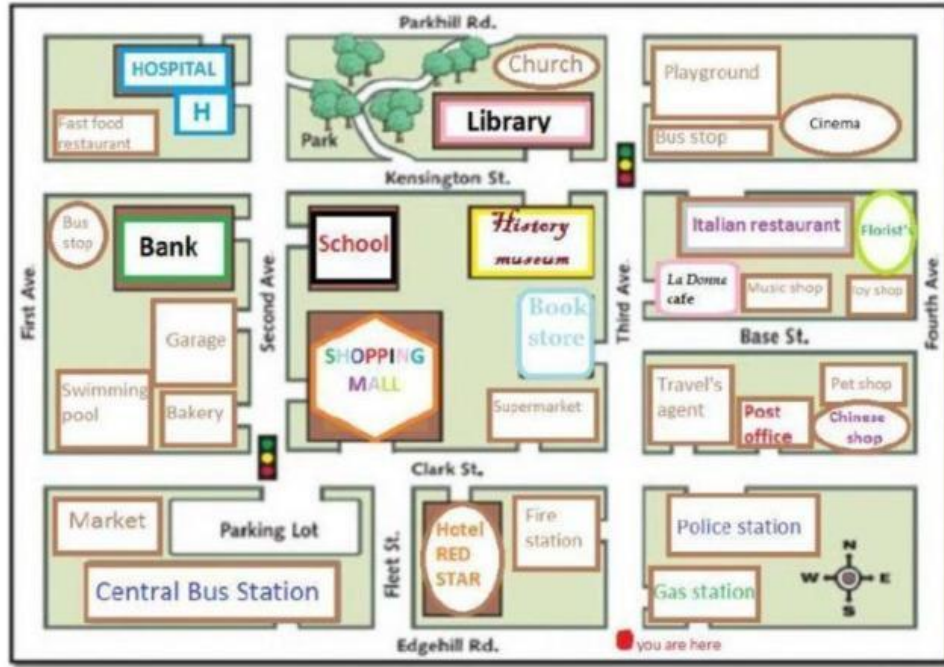 Parkhill Rd.
HOSPITAL
H
Fast food
restaurant
Park
Church
Library
Playground
Bus stop
Cinema
Kensington St.
Bus
stop
Bank
School
History
museum
Italian restaurant
Florist's
La Donne
cafe
Music shop
Toy shop
First Ave.
Second Ave.
Third Ave.
Fourth Ave.
Garage
Book
store
Base St.
SHOPPING
MALL
Swimming
pool
Bakery
Supermarket
Travel's
agent
Post
office
Pet shop
Chinese
shop
Clark St.
Market
Parking Lot
Central Bus Station
Fleet St.
Hotel
RED
STAR
Fire
station
Police station
Gas station
N
W
E
S
Edgehill Rd.
you are here